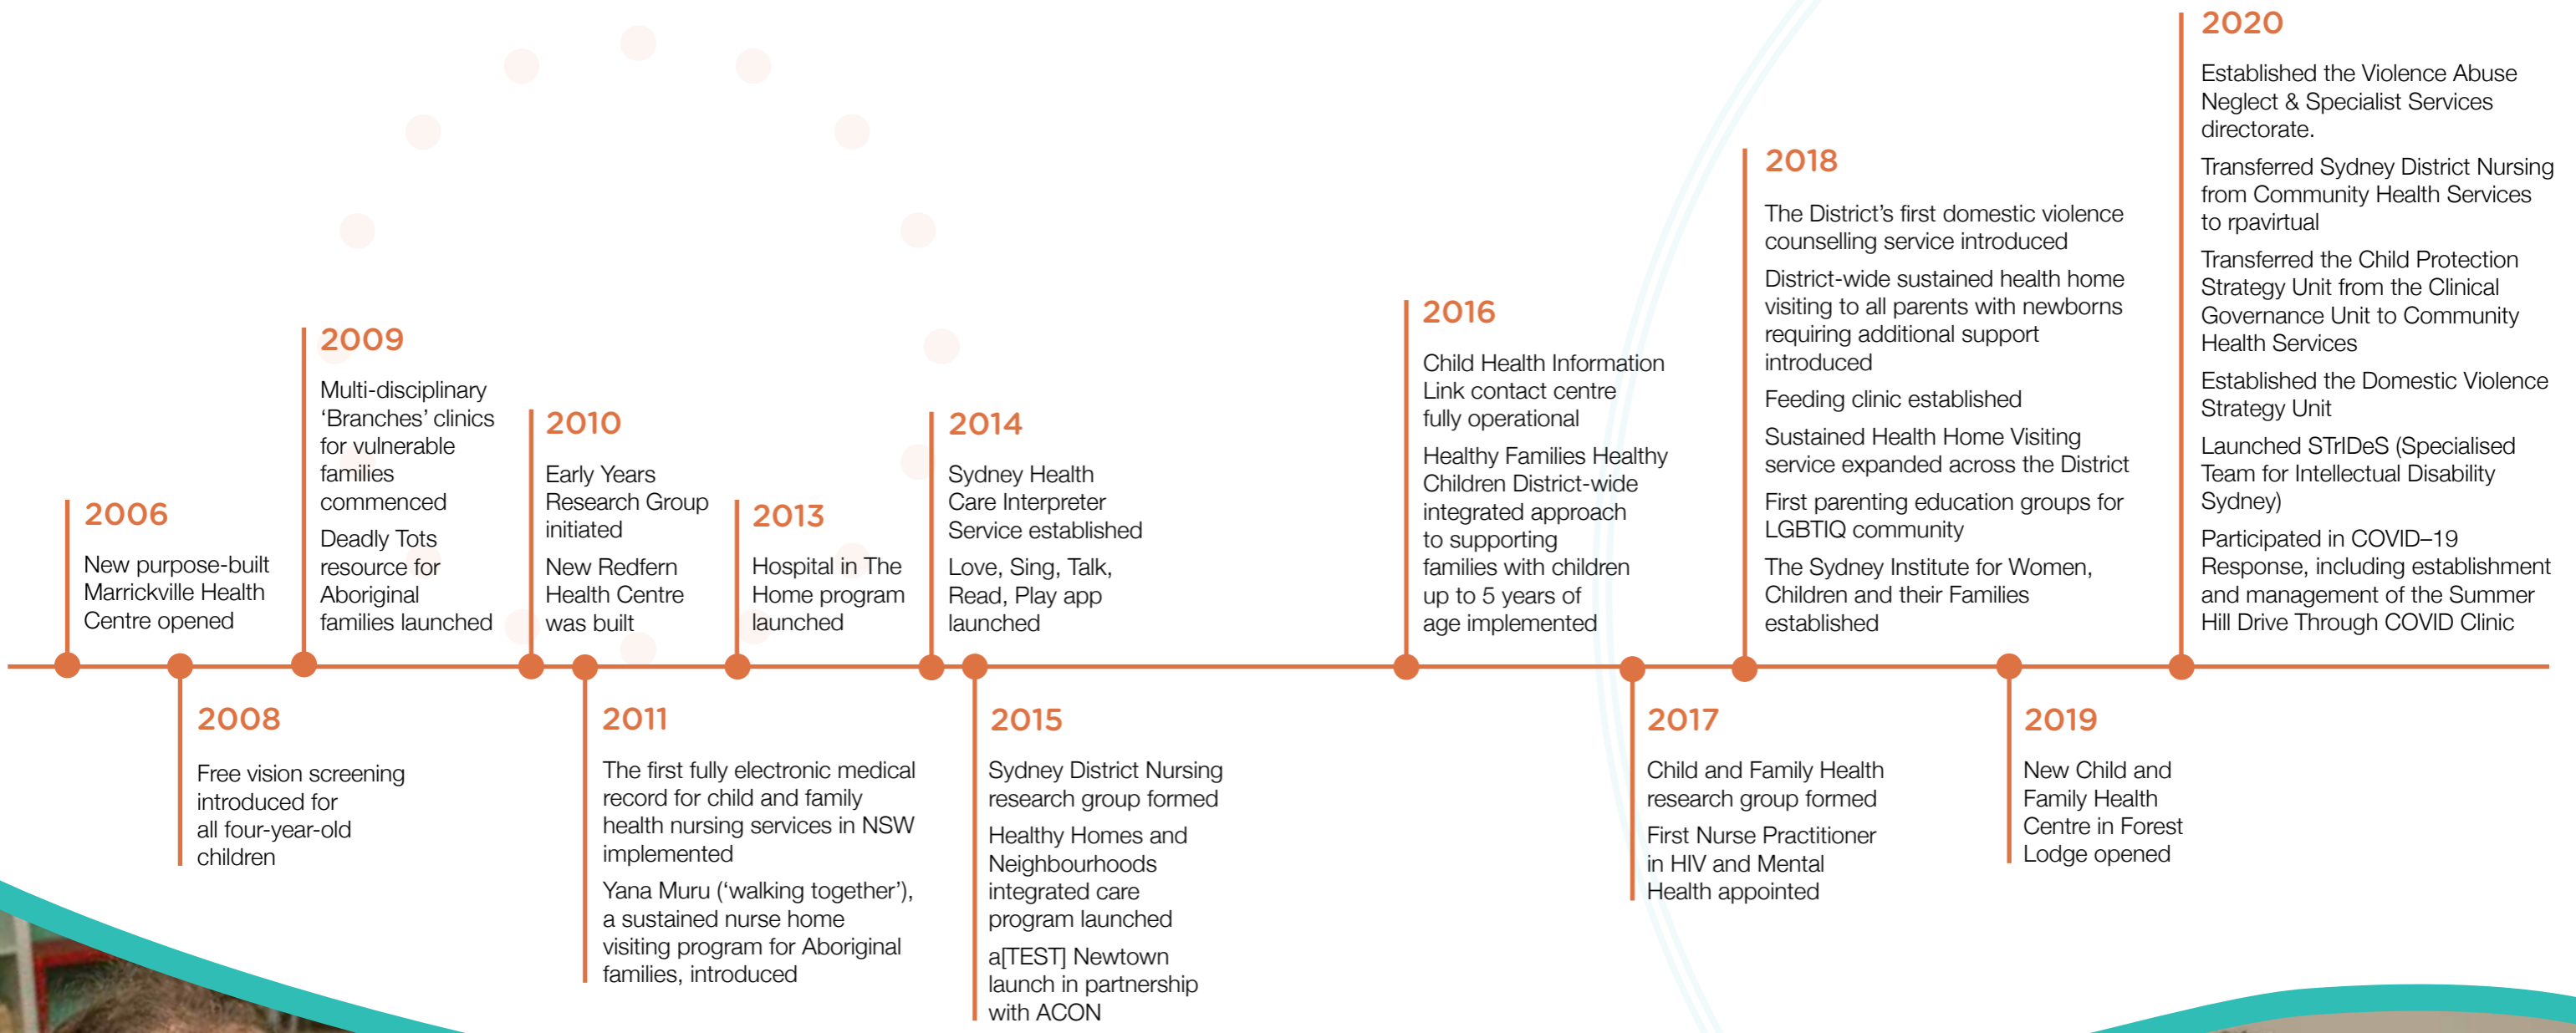 2006
New purpose-built
Marrickville Health
Centre opened
2008
Free vision screening
introduced for
all four-year-old
children
2009
Multi-disciplinary
‘Branches’ clinics
for vulnerable
families
commenced
Deadly Tots
resource for
Aboriginal
families launched
2010
Early Years
Research Group
initiated
New Redfern
Health Centre
was built
2011
The first fully electronic medical
record for child and family
health nursing services in NSW
implemented
Yana Muru (‘walking together’),
a sustained nurse home
visiting program for Aboriginal
families, introduced
2013
Hospital in The
Home program
launched
2014
Sydney Health
Care Interpreter
Service established
Love, Sing, Talk,
Read, Play app
launched
2015
Sydney District Nursing
research group formed
Healthy Homes and
Neighbourhoods
integrated care
program launched
a[TEST] Newtown
launch in partnership
with ACON
2016
Child Health Information
Link contact centre
fully operational
Healthy Families Healthy
Children District-wide
integrated approach
to supporting
families with children
up to 5 years of
age implemented
2017
Child and Family Health
research group formed
First Nurse Practitioner
in HIV and Mental
Health appointed
2018
The District’s first domestic violence
counselling service introduced
District-wide sustained health home
visiting to all parents with newborns
requiring additional support
introduced
Feeding clinic established
Sustained Health Home Visiting
service expanded across the District
First parenting education groups for
LGBTIQ community
The Sydney Institute for Women,
Children and their Families
established
2019
New Child and
Family Health
Centre in Forest
Lodge opened
2020
Established the Violence Abuse
Neglect & Specialist Services
directorate.
Transferred Sydney District Nursing
from Community Health Services
to rpavirtual
Transferred the Child Protection
Strategy Unit from the Clinical
Governance Unit to Community
Health Services
Established the Domestic Violence
Strategy Unit
Launched STrIDeS (Specialised
Team for Intellectual Disability
Sydney)
Participated in COVID–19
Response, including establishment
and management of the Summer
Hill Drive Through COVID Clinic